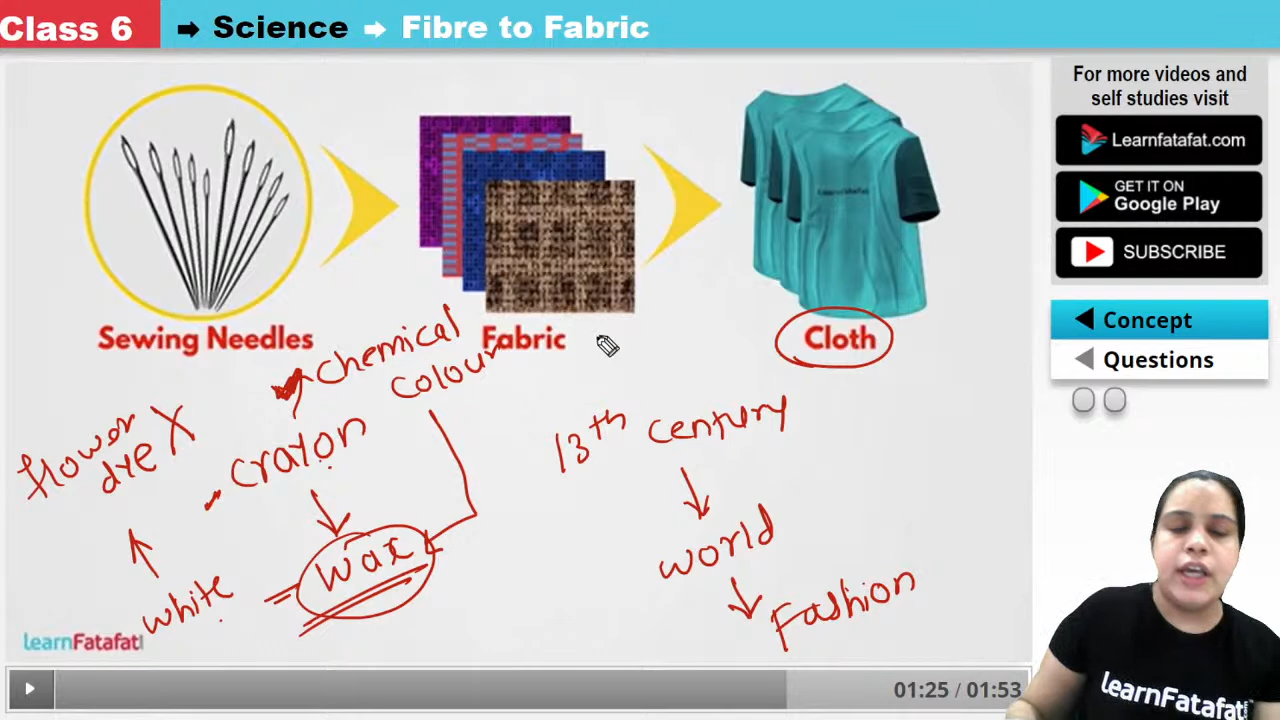 Class 6
➡ Science ➡ Fibre to Fabric
For more videos and
self studies visit
Learnfatafat.com
GET IT ON
Google Play
SUBSCRIBE
Concept
Questions
LearnFatafat
Sewing Needles
Fabric
Cloth
chemical
colour
flower
dye X
crayon
wax
white
13th century
world
Fashion
learnFatafat
learnFatafat
01:25 / 01:53